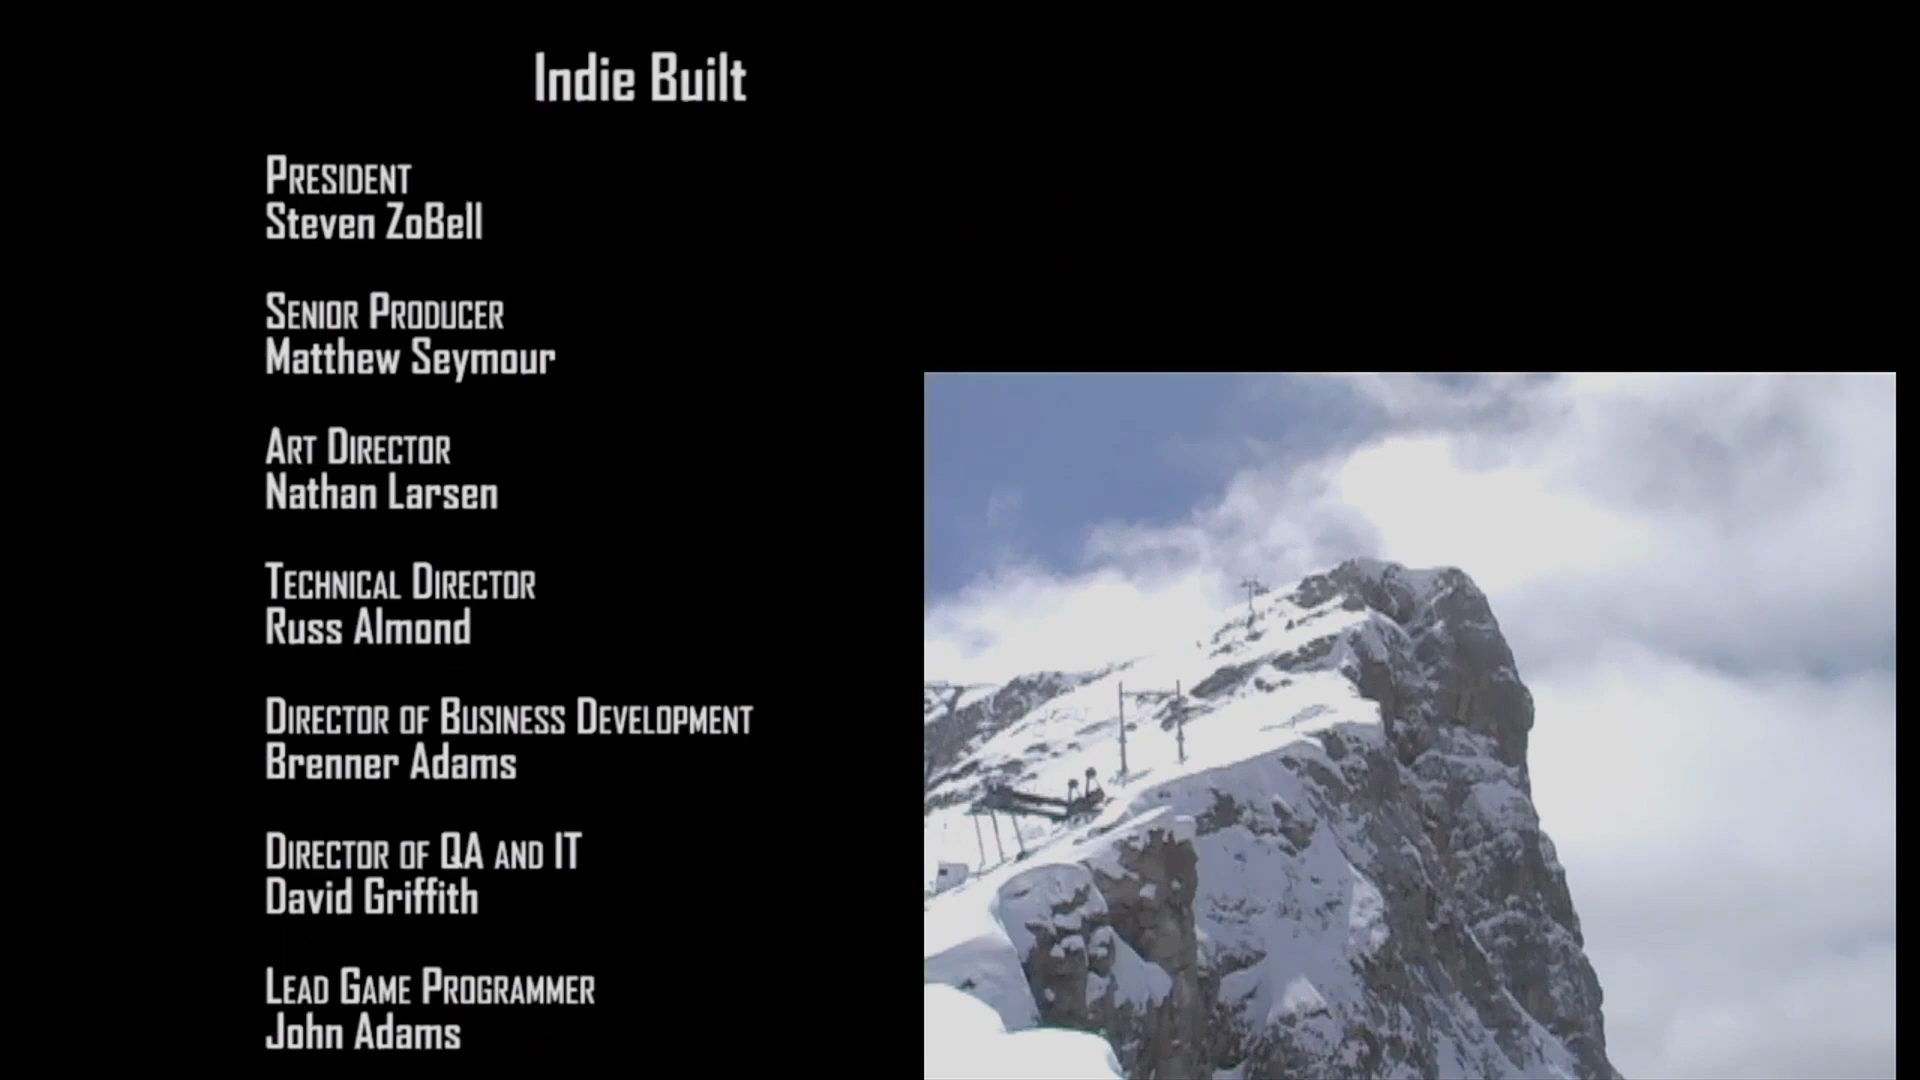 Indie Built
President
Steven ZoBell
Senior Producer
Matthew Seymour
Art Director
Nathan Larsen
Technical Director
Russ Almond
Director of Business Development
Brenner Adams
Director of QA and IT
David Griffith
Lead Game Programmer
John Adams